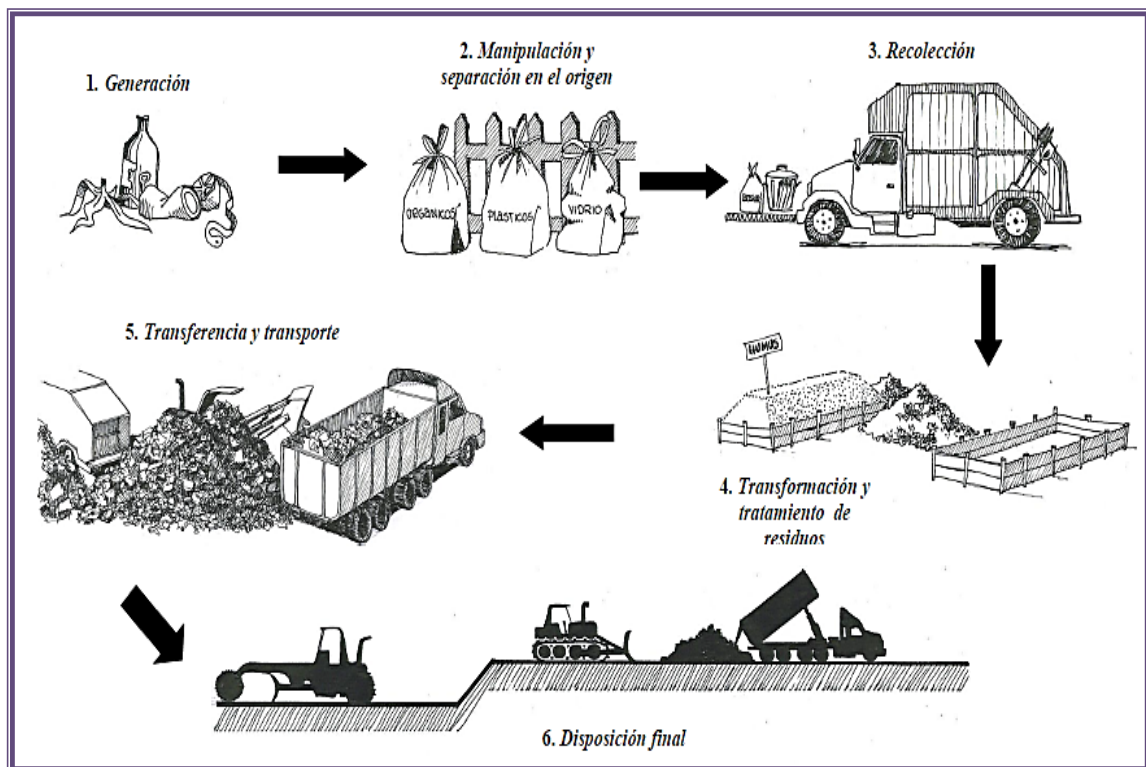 1. Generación
2. Manipulación y
separación en el origen
3. Recolección
ORGANICOS
PLASTICOS
VIDRIO
5. Transferencia y transporte
HUMUS
4. Transformación y
tratamiento de
residuos
6. Disposición final